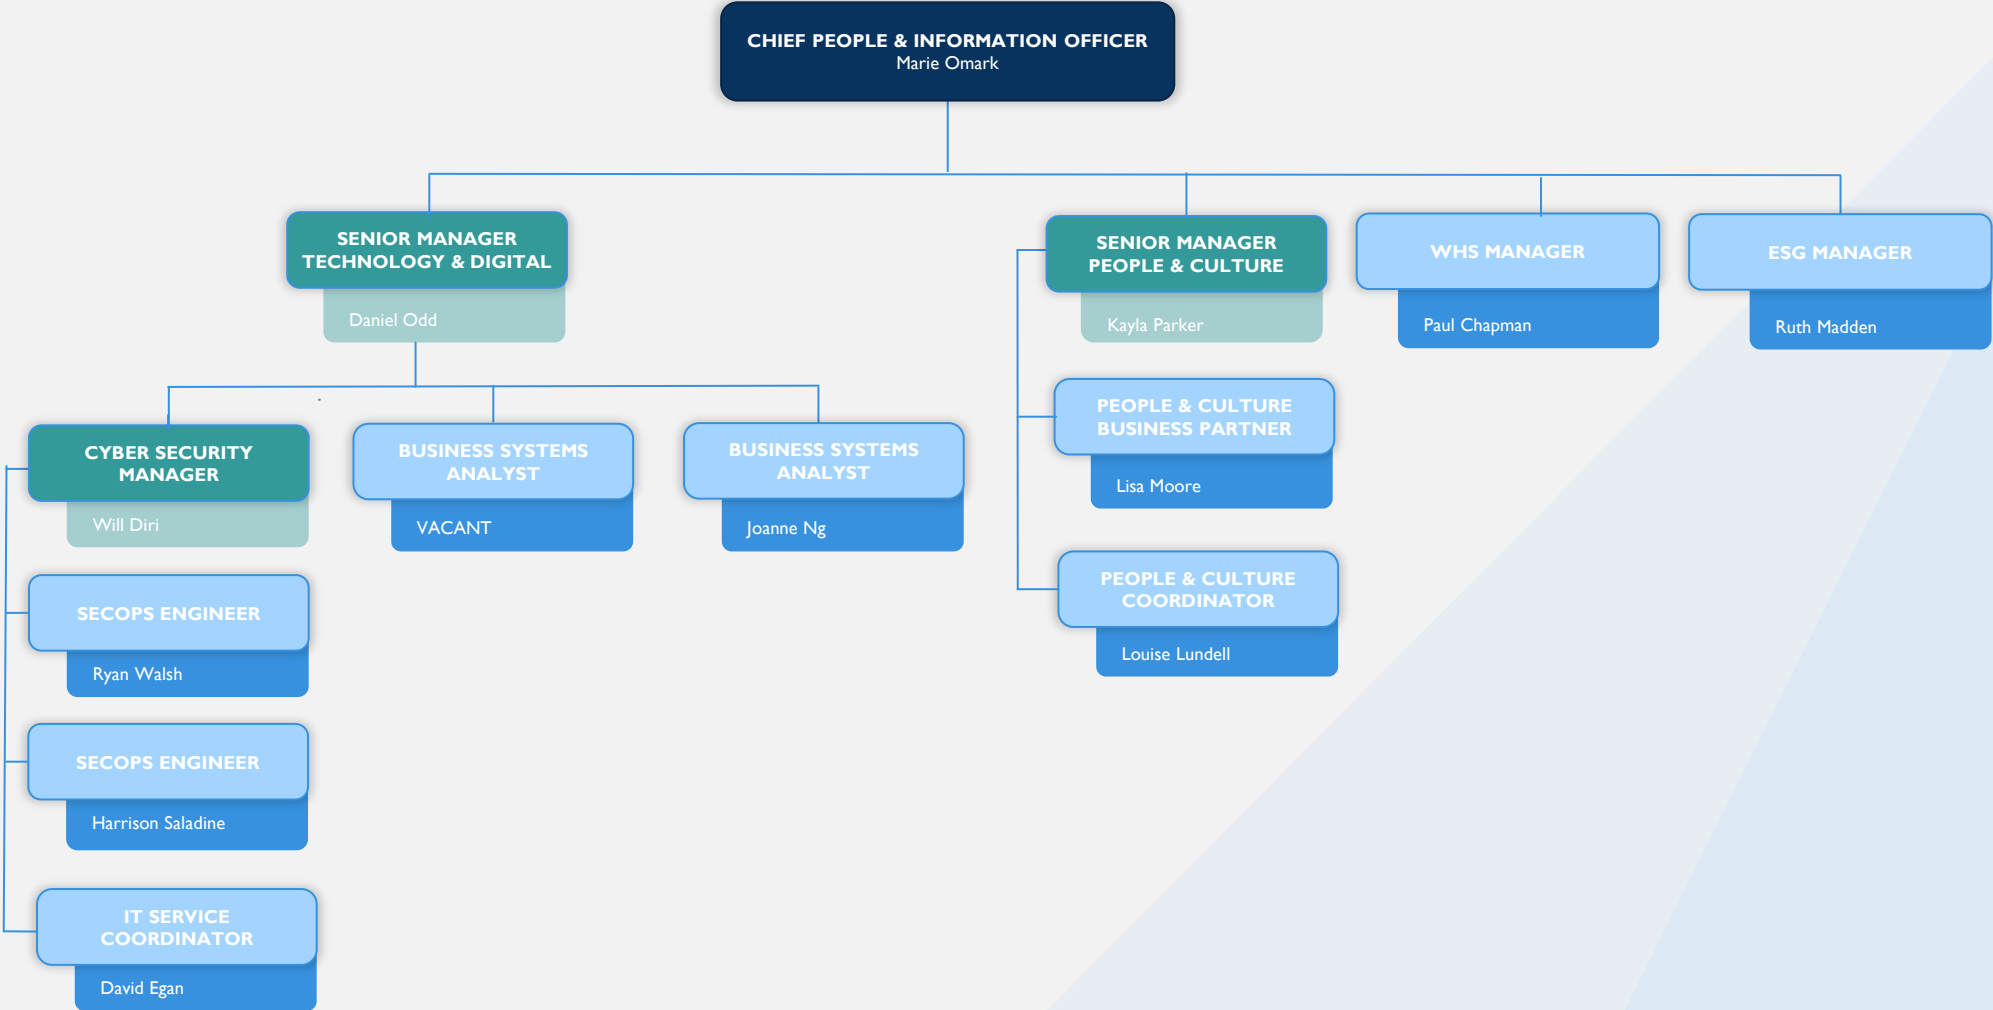 CHIEF PEOPLE & INFORMATION OFFICER
Marie Omark
SENIOR MANAGER
TECHNOLOGY & DIGITAL
Daniel Odd
SENIOR MANAGER
PEOPLE & CULTURE
Kayla Parker
WHS MANAGER
Paul Chapman
ESG MANAGER
Ruth Madden
CYBER SECURITY
MANAGER
Will Diri
BUSINESS SYSTEMS
ANALYST
VACANT
BUSINESS SYSTEMS
ANALYST
Joanne Ng
PEOPLE & CULTURE
BUSINESS PARTNER
Lisa Moore
PEOPLE & CULTURE
COORDINATOR
Louise Lundell
SECOPS ENGINEER
Ryan Walsh
SECOPS ENGINEER
Harrison Saladine
IT SERVICE
COORDINATOR
David Egan